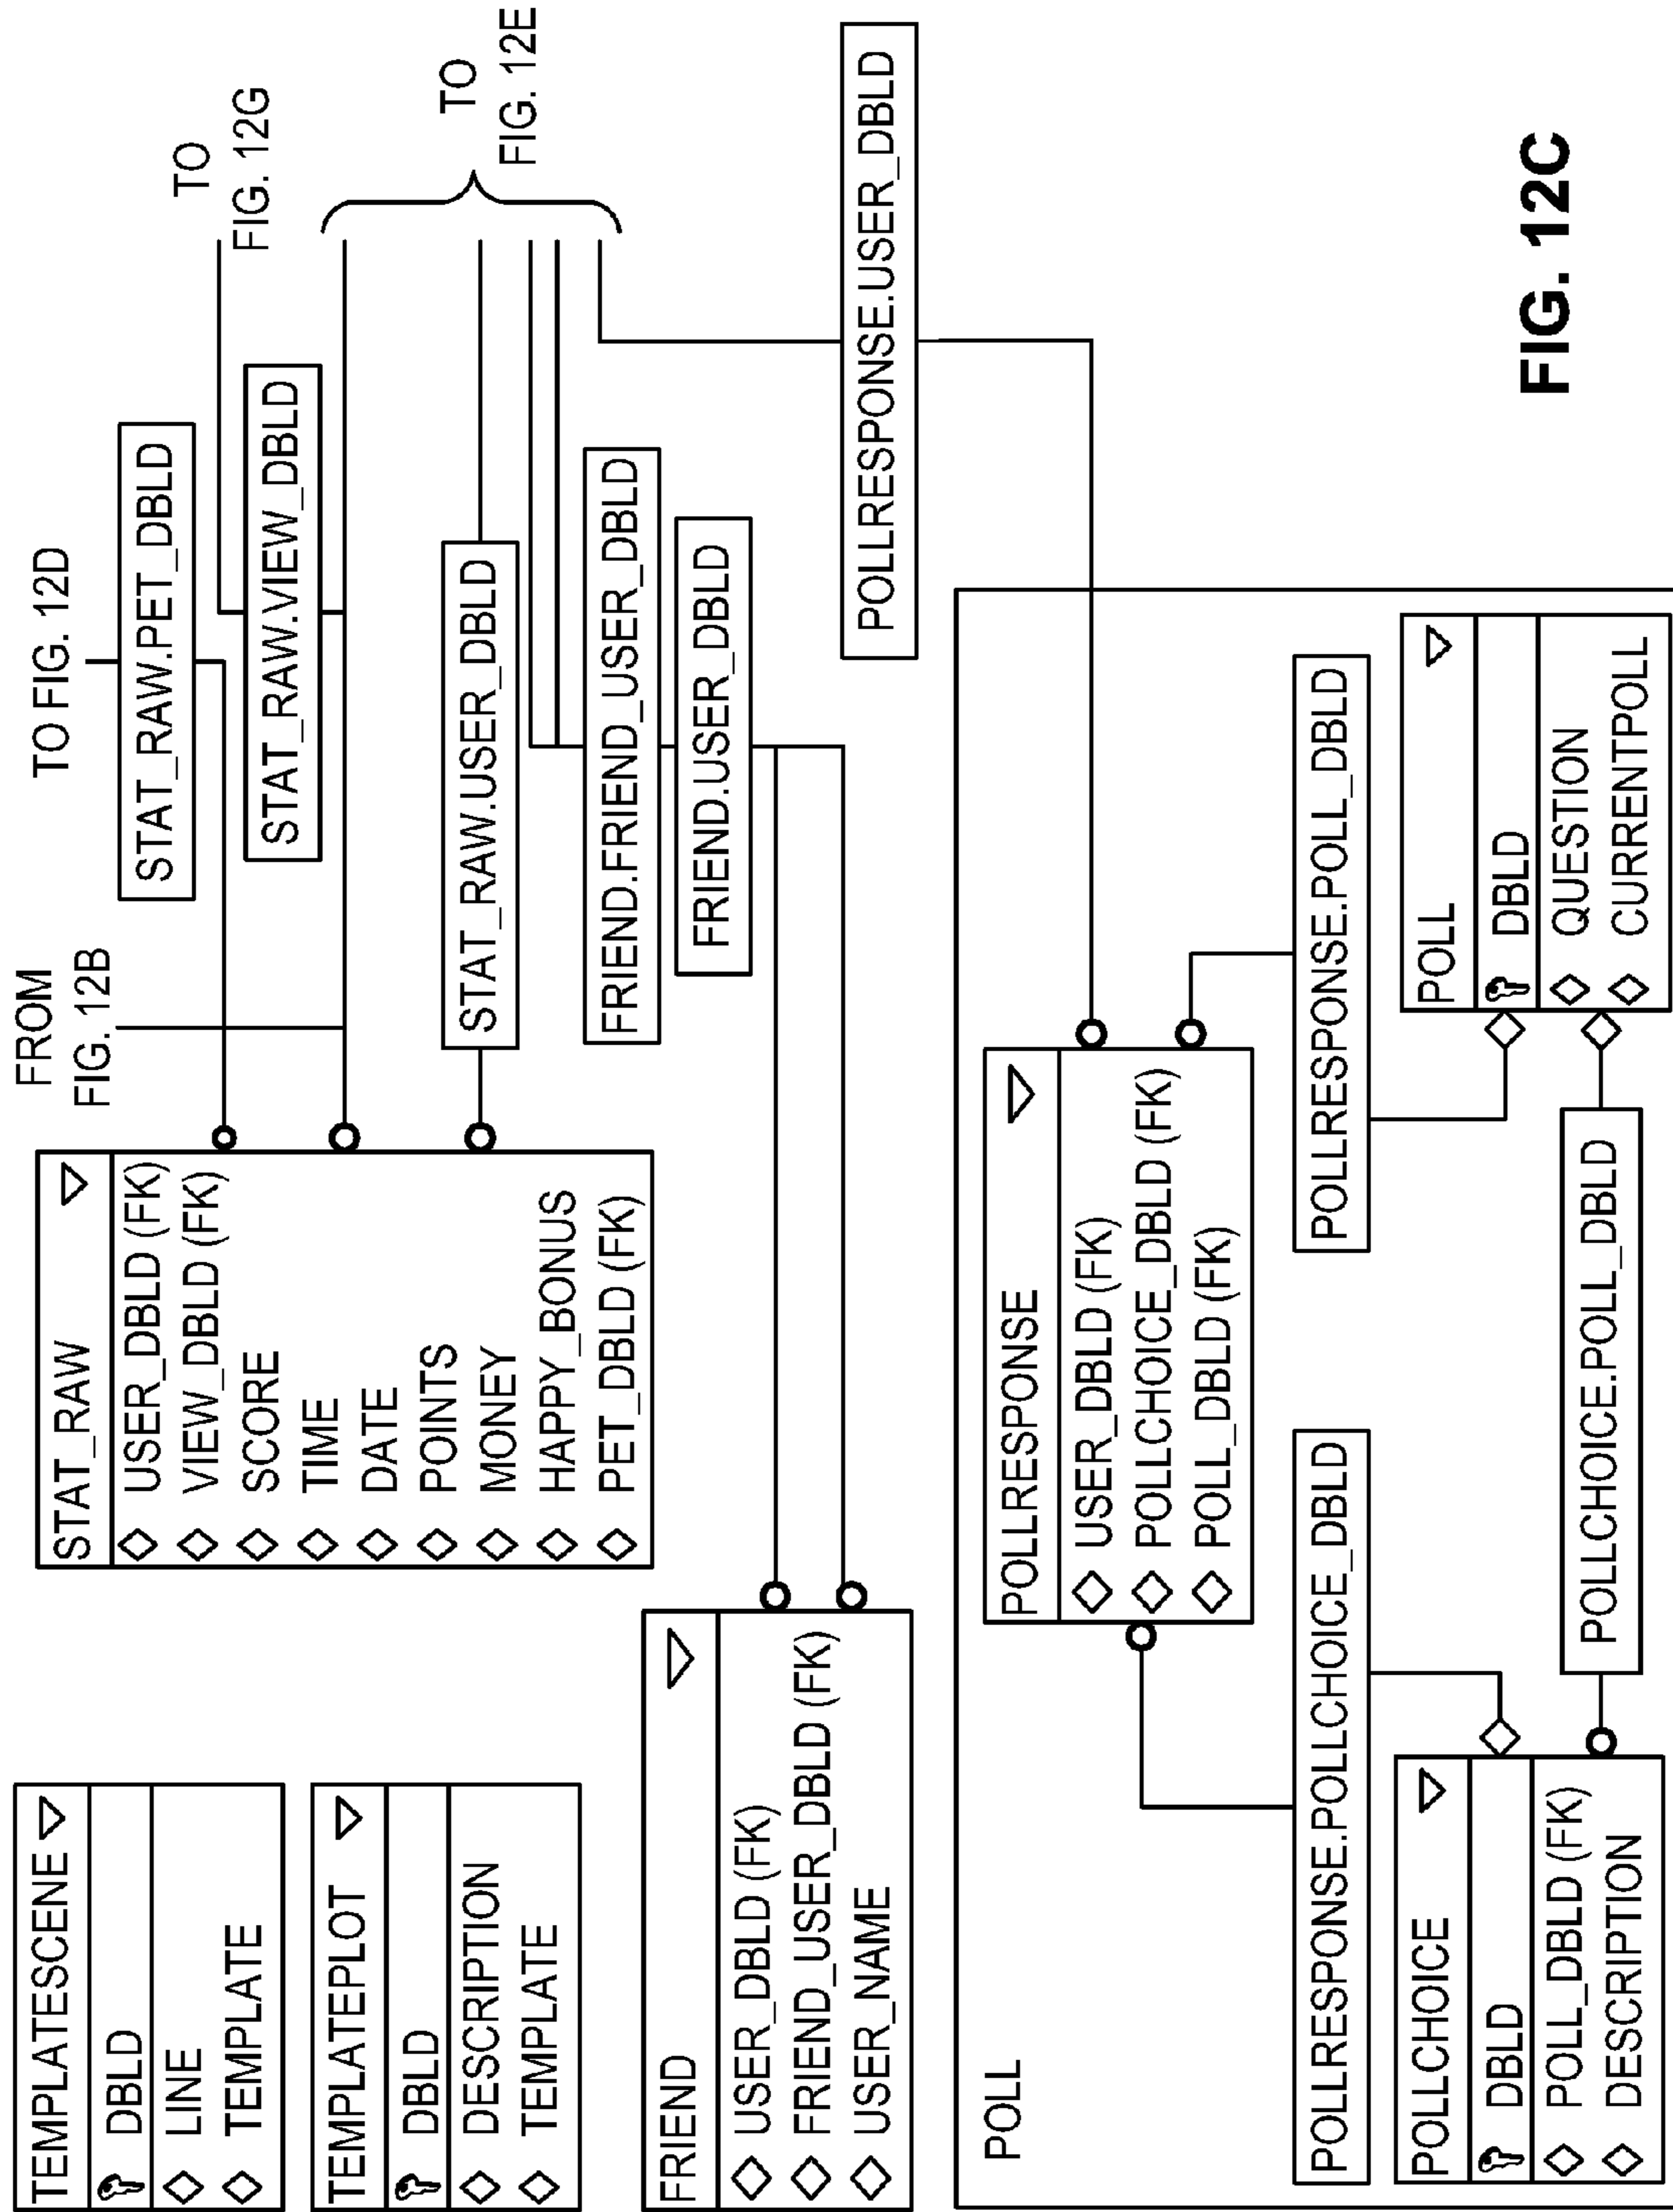 TEMPLATESCENE
DBLD
LINE
TEMPLATE
TEMPLATEPLOT
DBLD
DESCRIPTION
TEMPLATE
STAT_RAW
USER_DBLD (FK)
VIEW_DBLD (FK)
SCORE
TIME
DATE
POINTS
MONEY
HAPPY_BONUS
PET_DBLD (FK)
FROM
FIG. 12B
TO FIG. 12D
STAT_RAW.PET_DBLD
TO
FIG. 12G
STAT_RAW.VIEW_DBLD
STAT_RAW.USER_DBLD
TO
FIG. 12E
FRIEND.FRIEND_USER_DBLD
FRIEND.USER_DBLD
FRIEND
USER_DBLD (FK)
FRIEND_USER_DBLD (FK)
USER_NAME
POLLRESPONSE.USER_DBLD
POLL
POLLRESPONSE
USER_DBLD (FK)
POLLCHOICE_DBLD (FK)
POLL_DBLD (FK)
POLLRESPONSE.POLLCHOICE_DBLD
POLLRESPONSE.POLL_DBLD
POLLCHOICE
DBLD
POLL_DBLD (FK)
DESCRIPTION
POLLCHOICE.POLL_DBLD
POLL
DBLD
QUESTION
CURRENTPOLL
FIG. 12C